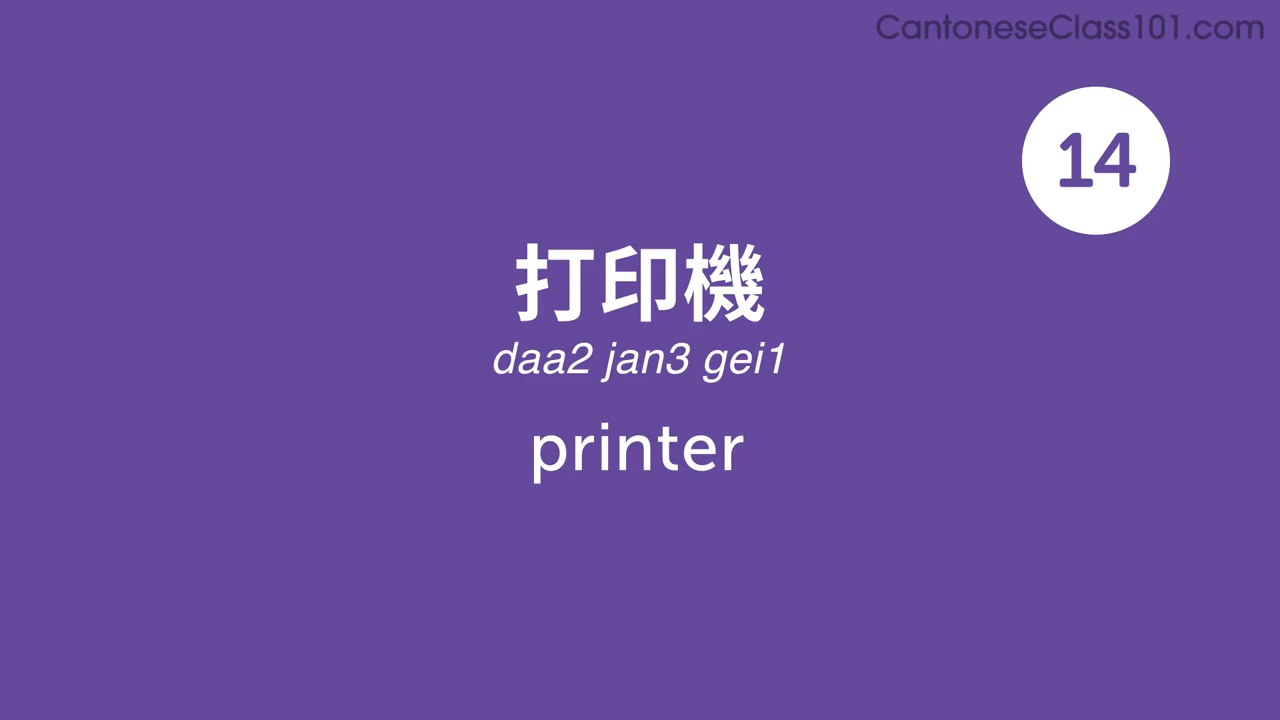 CantoneseClass101.com
14
打印機
daa2 jan3 gei1
printer